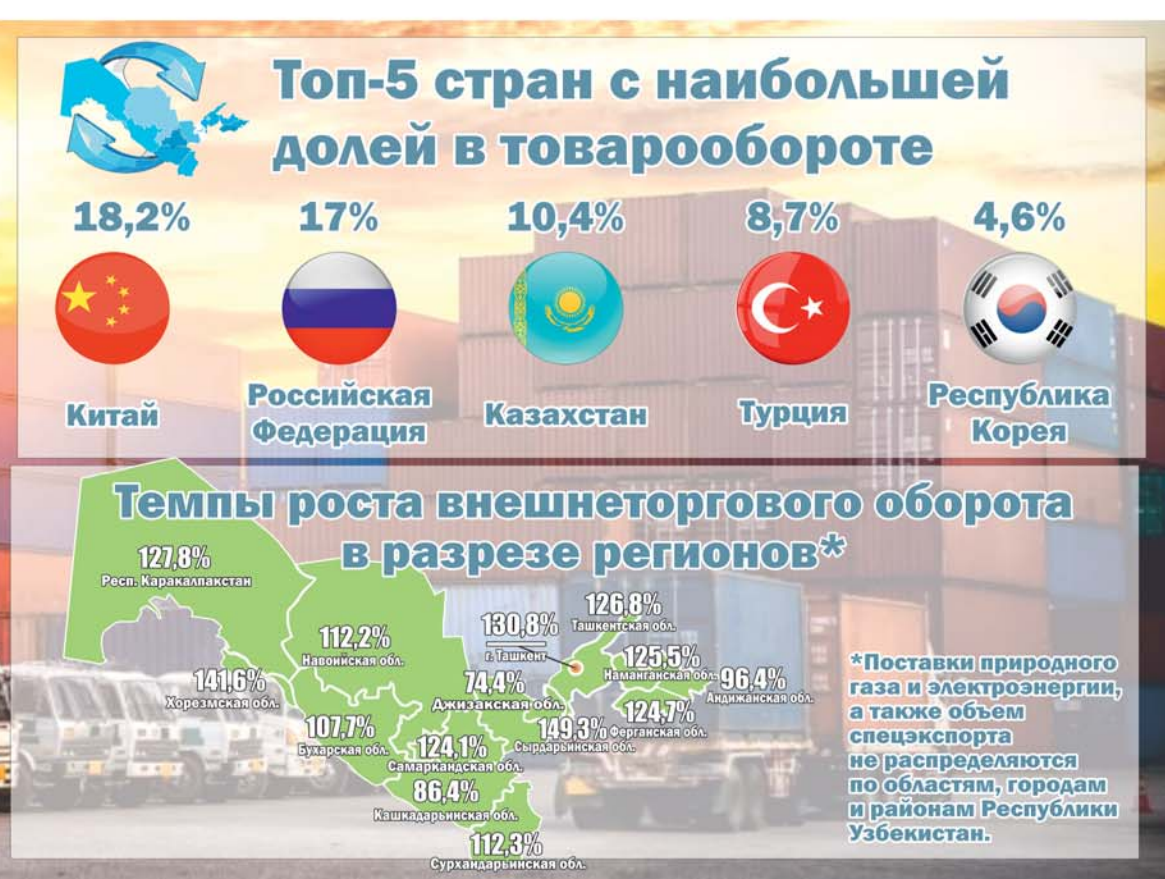 Топ-5 стран с наибольшей
долей в товарообороте
18,2%
17%
10,4%
8,7%
4,6%
Китай
Российская
Федерация
Казахстан
Турция
Республика
Корея
Темпы роста внешнеторгового оборота
в разрезе регионов*
127,8%
Респ. Каракалпакстан
112,2%
Навоийская обл.
141,6%
Хорезмская обл.
107,7%
Бухарская обл.
124,1%
Самаркандская обл.
86,4%
Кашкадарьинская обл.
112,3%
Сурхандарьинская обл.
74,4%
Джизакская обл.
130,8%
г. Ташкент
126,8%
Ташкентская обл.
125,5%
Наманганская обл.
96,4%
Андижанская обл.
124,7%
Ферганская обл.
149,3%
Сырдарьинская обл.
*Поставки природного
газа и электроэнергии,
а также объем
спецэкспорта
не распределяются
по областям, городам
и районам Республики
Узбекистан.